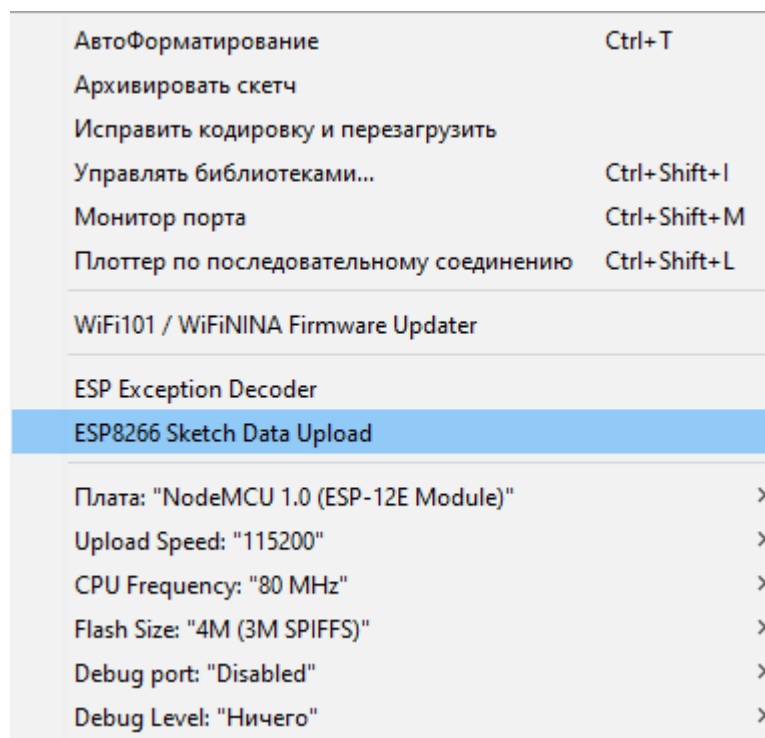 АвтоФорматирование Ctrl+T
Архивировать скетч
Исправить кодировку и перезагрузить
Управлять библиотеками... Ctrl+Shift+I
Монитор порта Ctrl+Shift+M
Плоттер по последовательному соединению Ctrl+Shift+L
WiFi101 / WiFiNINA Firmware Updater
ESP Exception Decoder
ESP8266 Sketch Data Upload
Плата: "NodeMCU 1.0 (ESP-12E Module)"
Upload Speed: "115200"
CPU Frequency: "80 MHz"
Flash Size: "4M (3M SPIFFS)"
Debug port: "Disabled"
Debug Level: "Ничего"